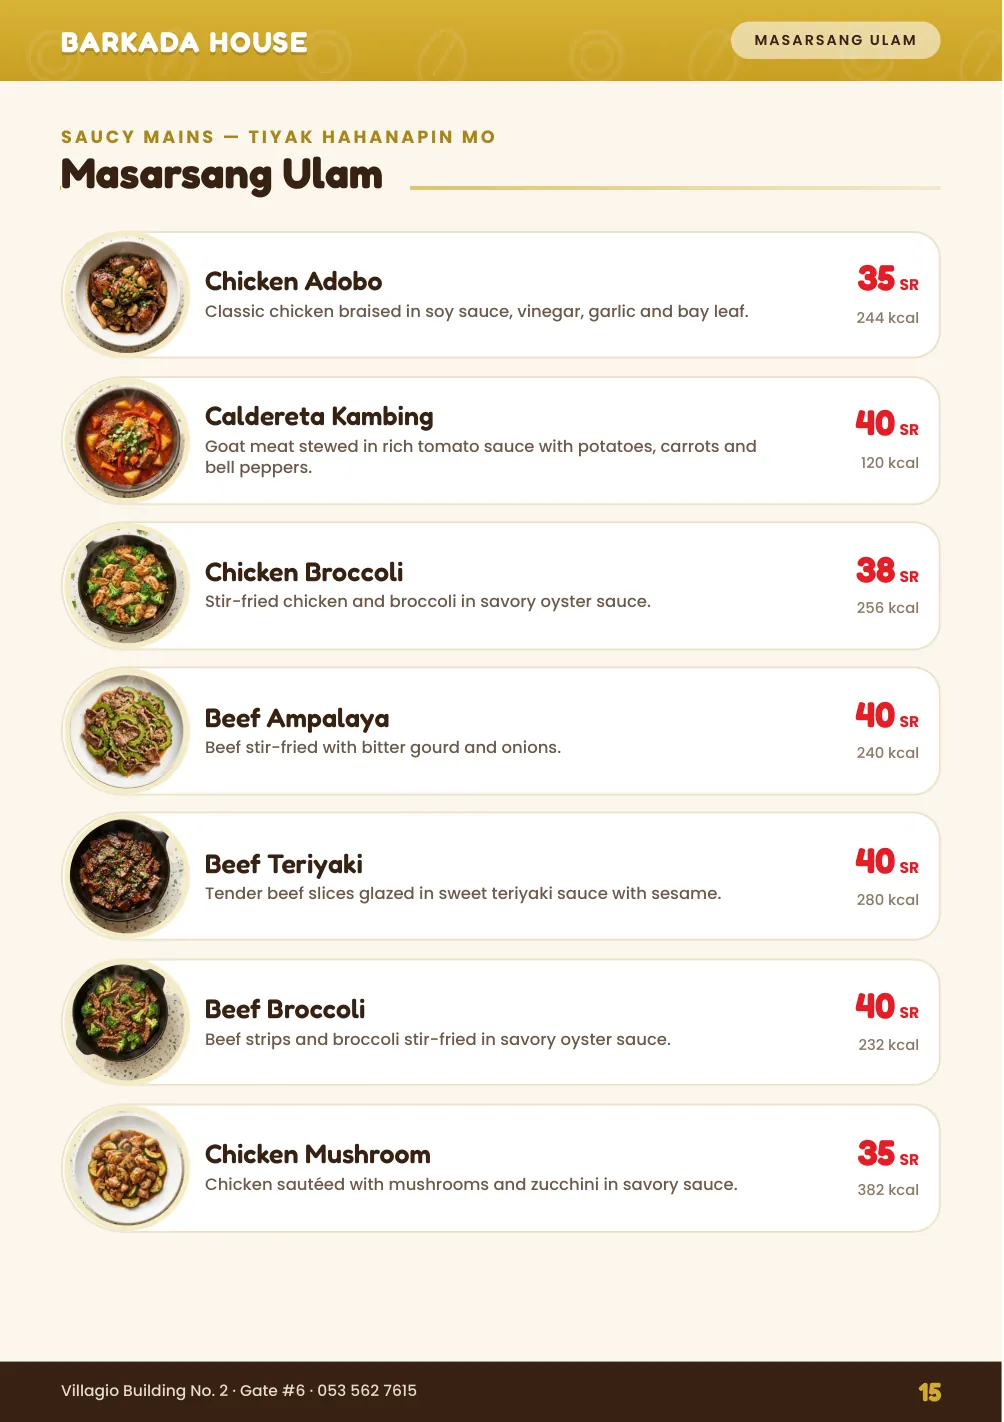 BARKADA HOUSE
MASARSANG ULAM
SAUCY MAINS — TIYAK HAHANAPIN MO
Masarsang Ulam
Chicken Adobo
Classic chicken braised in soy sauce, vinegar, garlic and bay leaf.
35 SR
244 kcal
Caldereta Kambing
Goat meat stewed in rich tomato sauce with potatoes, carrots and
bell peppers.
40 SR
120 kcal
Chicken Broccoli
Stir-fried chicken and broccoli in savory oyster sauce.
38 SR
256 kcal
Beef Ampalaya
Beef stir-fried with bitter gourd and onions.
40 SR
240 kcal
Beef Teriyaki
Tender beef slices glazed in sweet teriyaki sauce with sesame.
40 SR
280 kcal
Beef Broccoli
Beef strips and broccoli stir-fried in savory oyster sauce.
40 SR
232 kcal
Chicken Mushroom
Chicken sautéed with mushrooms and zucchini in savory sauce.
35 SR
382 kcal
Villagio Building No. 2 · Gate #6 · 053 562 7615
15